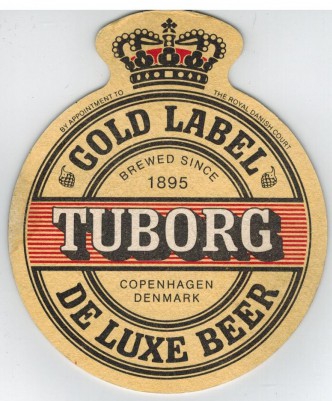 BY APPOINTMENT TO THE ROYAL DANISH COURT
GOLD LABEL
BREWED SINCE
1895
TUBORG
COPENHAGEN
DENMARK
DE LUXE BEER